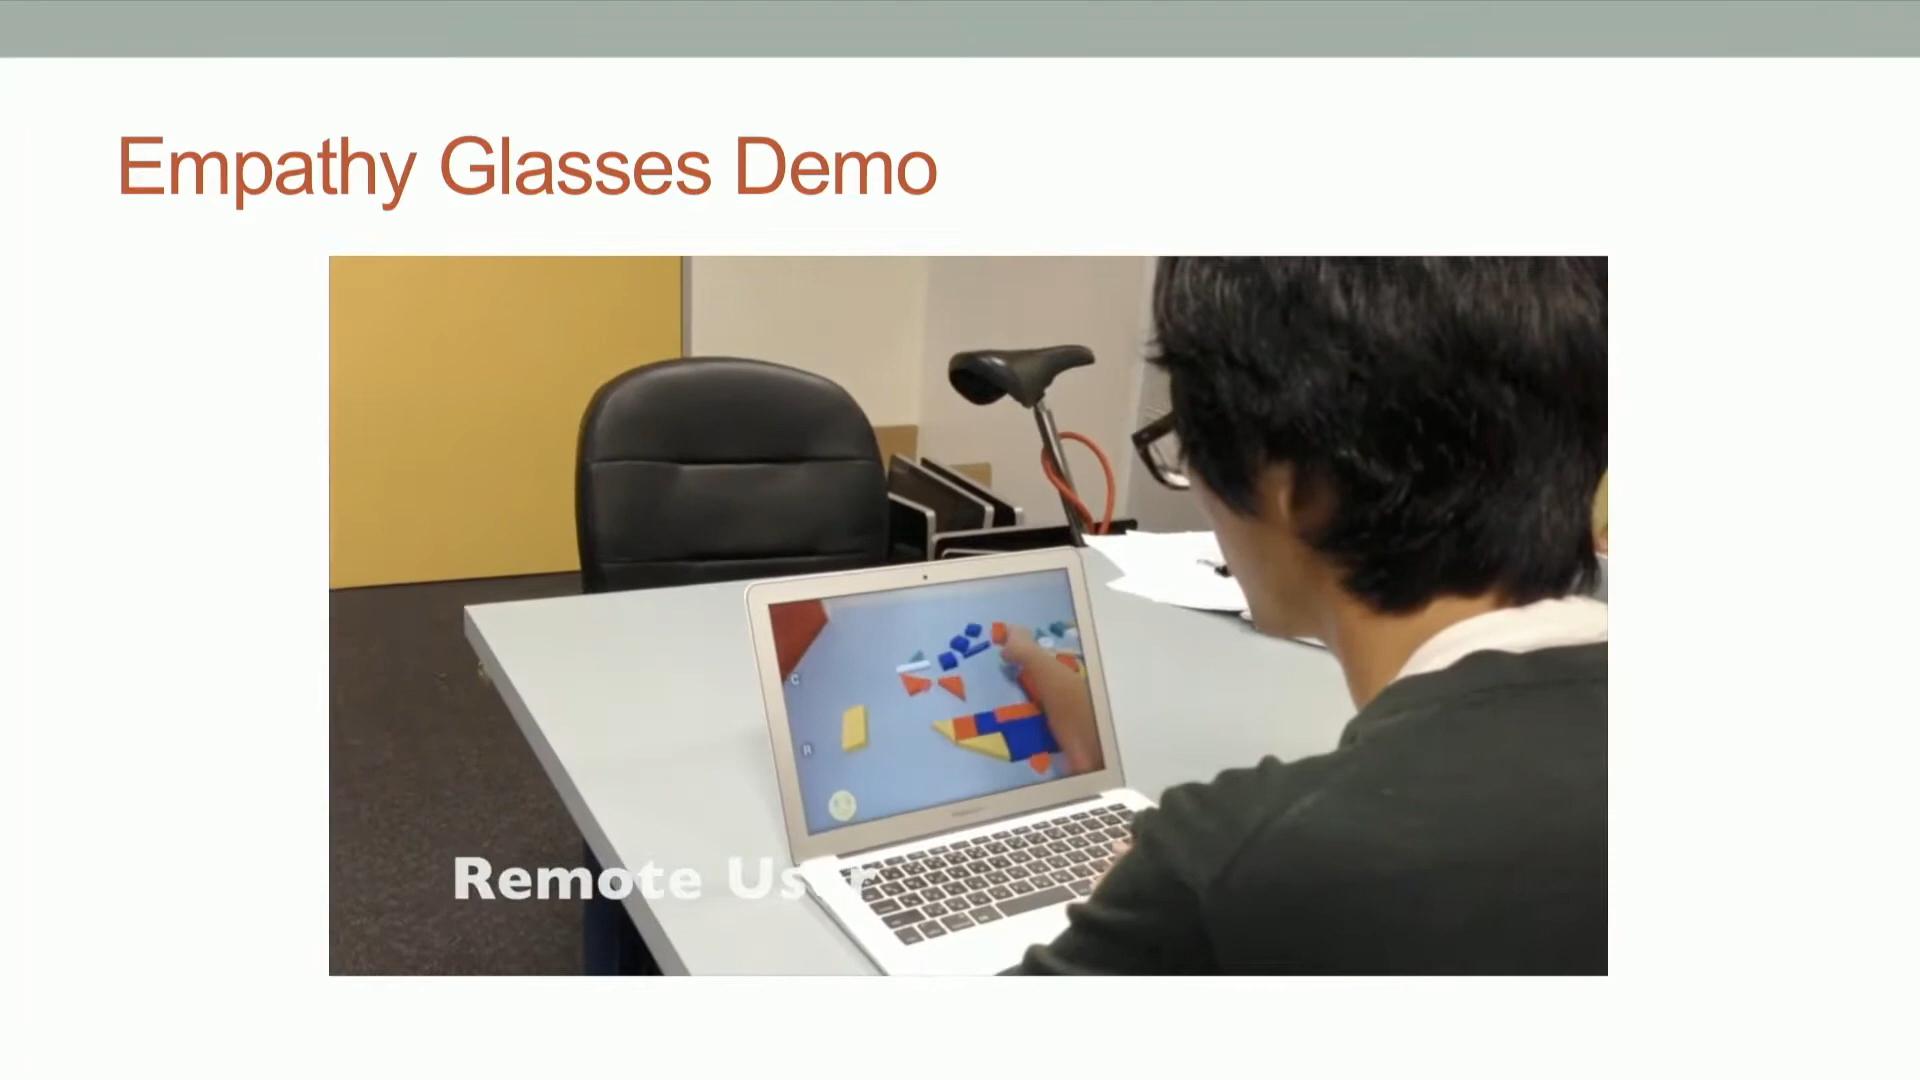 Empathy Glasses Demo
C
R
Remote User